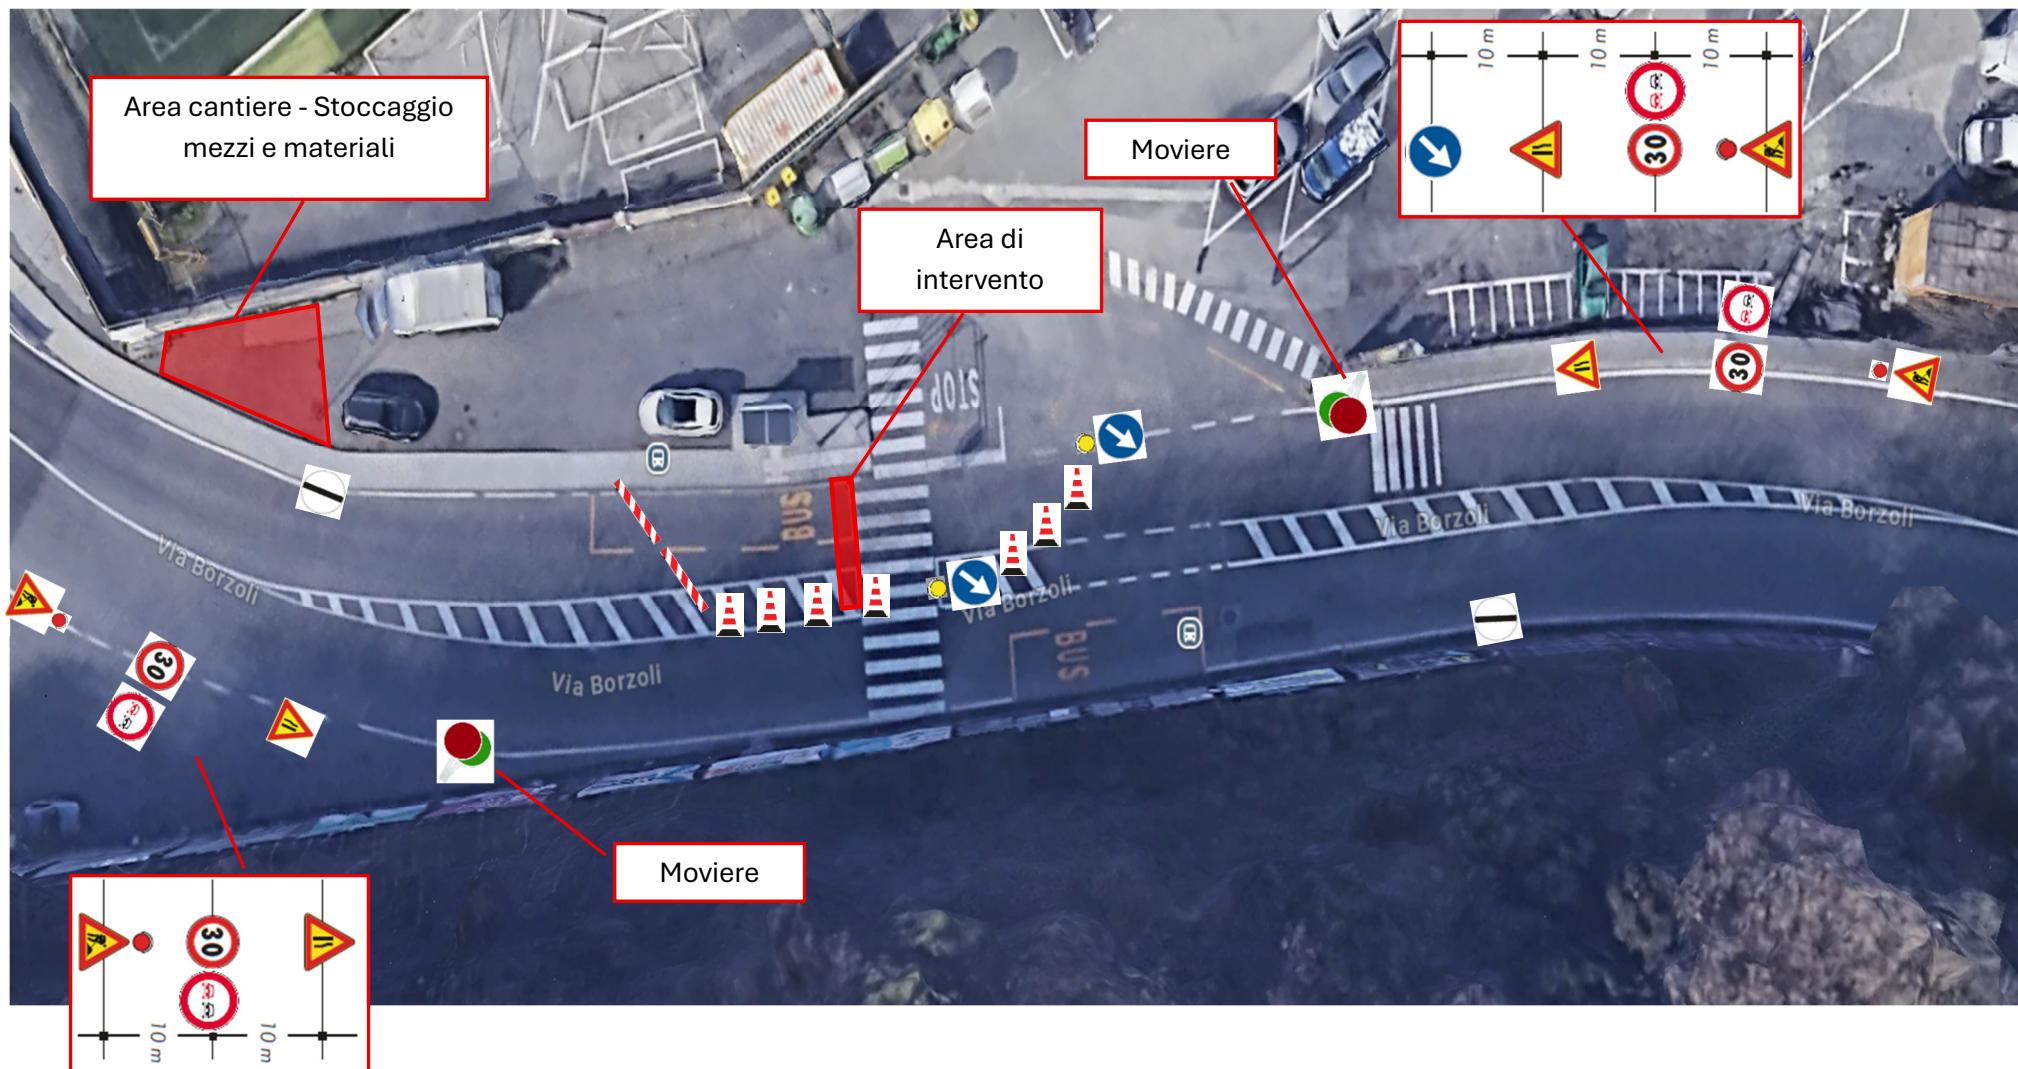 10 m
10 m
10 m
30
Area cantiere - Stoccaggio
mezzi e materiali
Moviere
Area di
intervento
STOP
30
BUS
Via Borzoli
Via Borzoli
Via Borzoli
Via Borzoli
BUS
Via Borzoli
30
Moviere
30
10 m
10 m